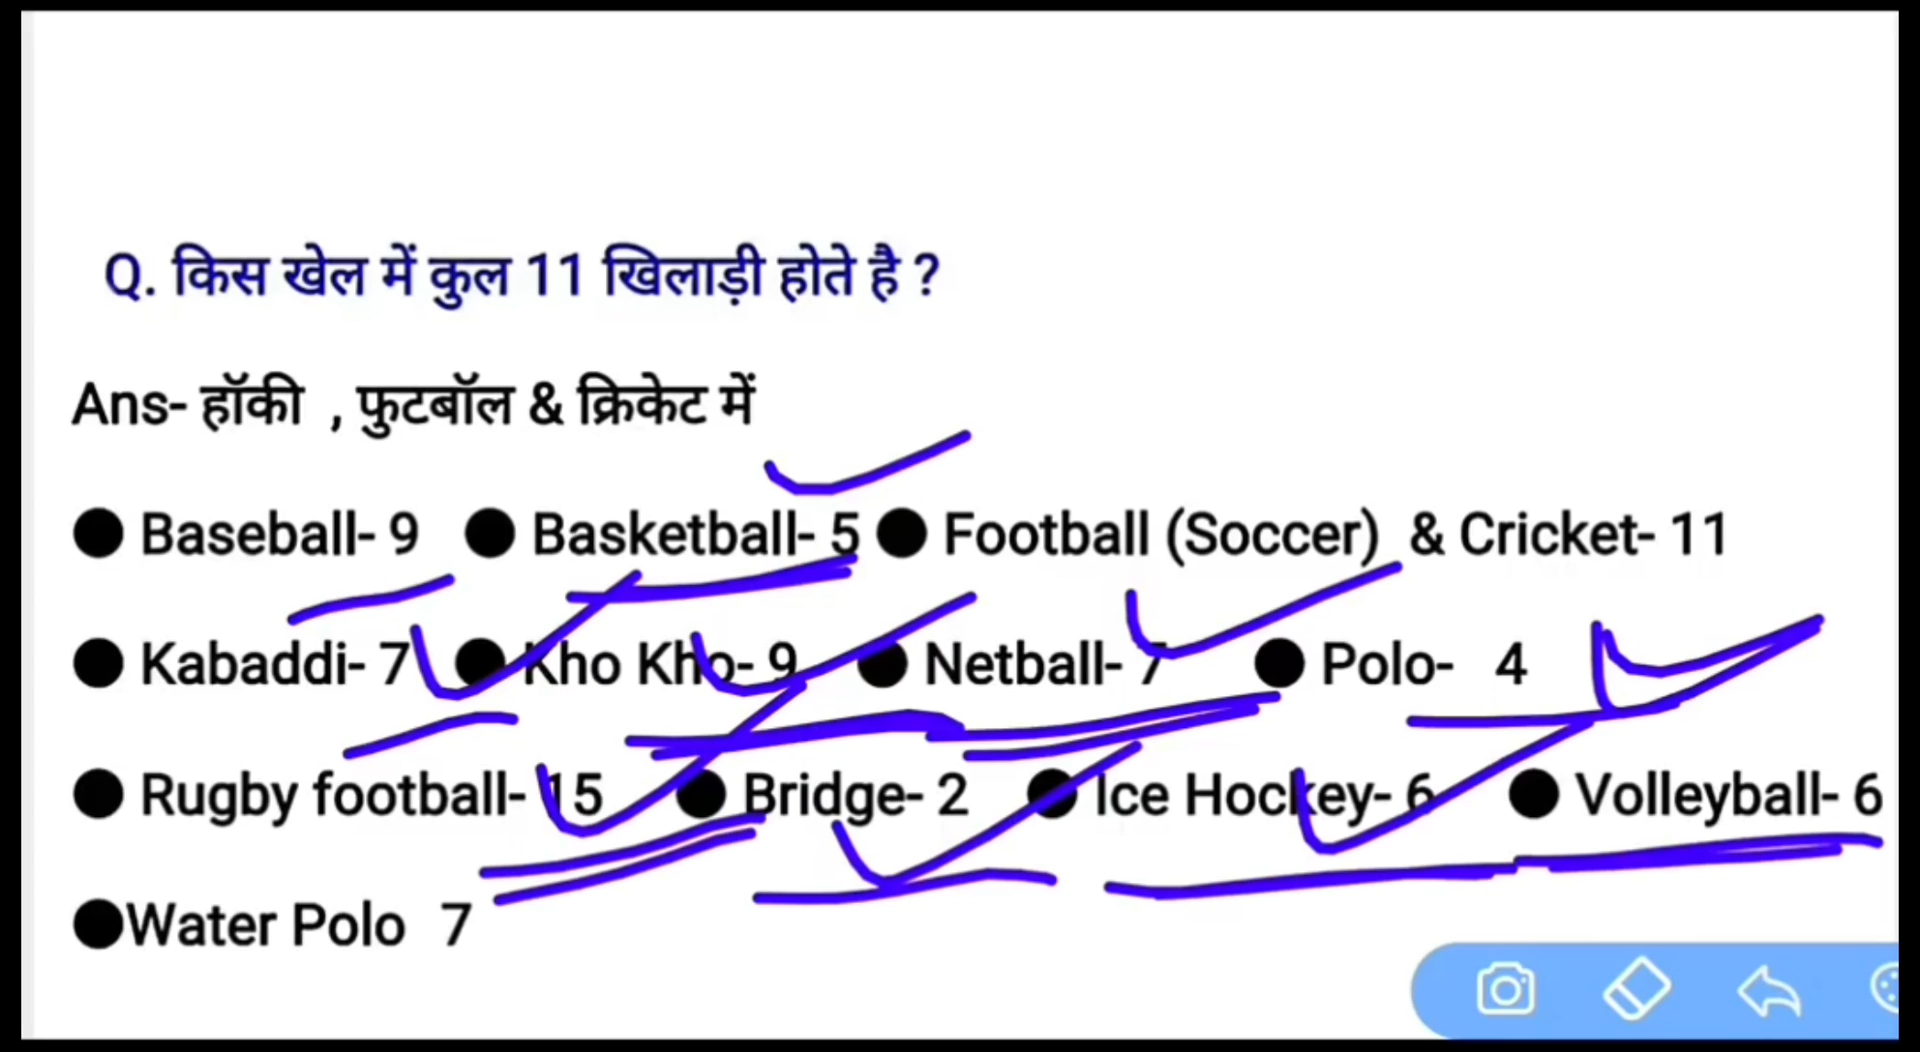 Q. किस खेल में कुल 11 खिलाड़ी होते है ?
Ans- हॉकी , फुटबॉल & क्रिकेट में
● Baseball- 9 ● Basketball- 5 ● Football (Soccer) & Cricket- 11
● Kabaddi- 7 ● Kho Kho- 9 ● Netball- 7 ● Polo- 4
● Rugby football- 15 ● Bridge- 2 ● Ice Hockey- 6 ● Volleyball- 6
●Water Polo 7